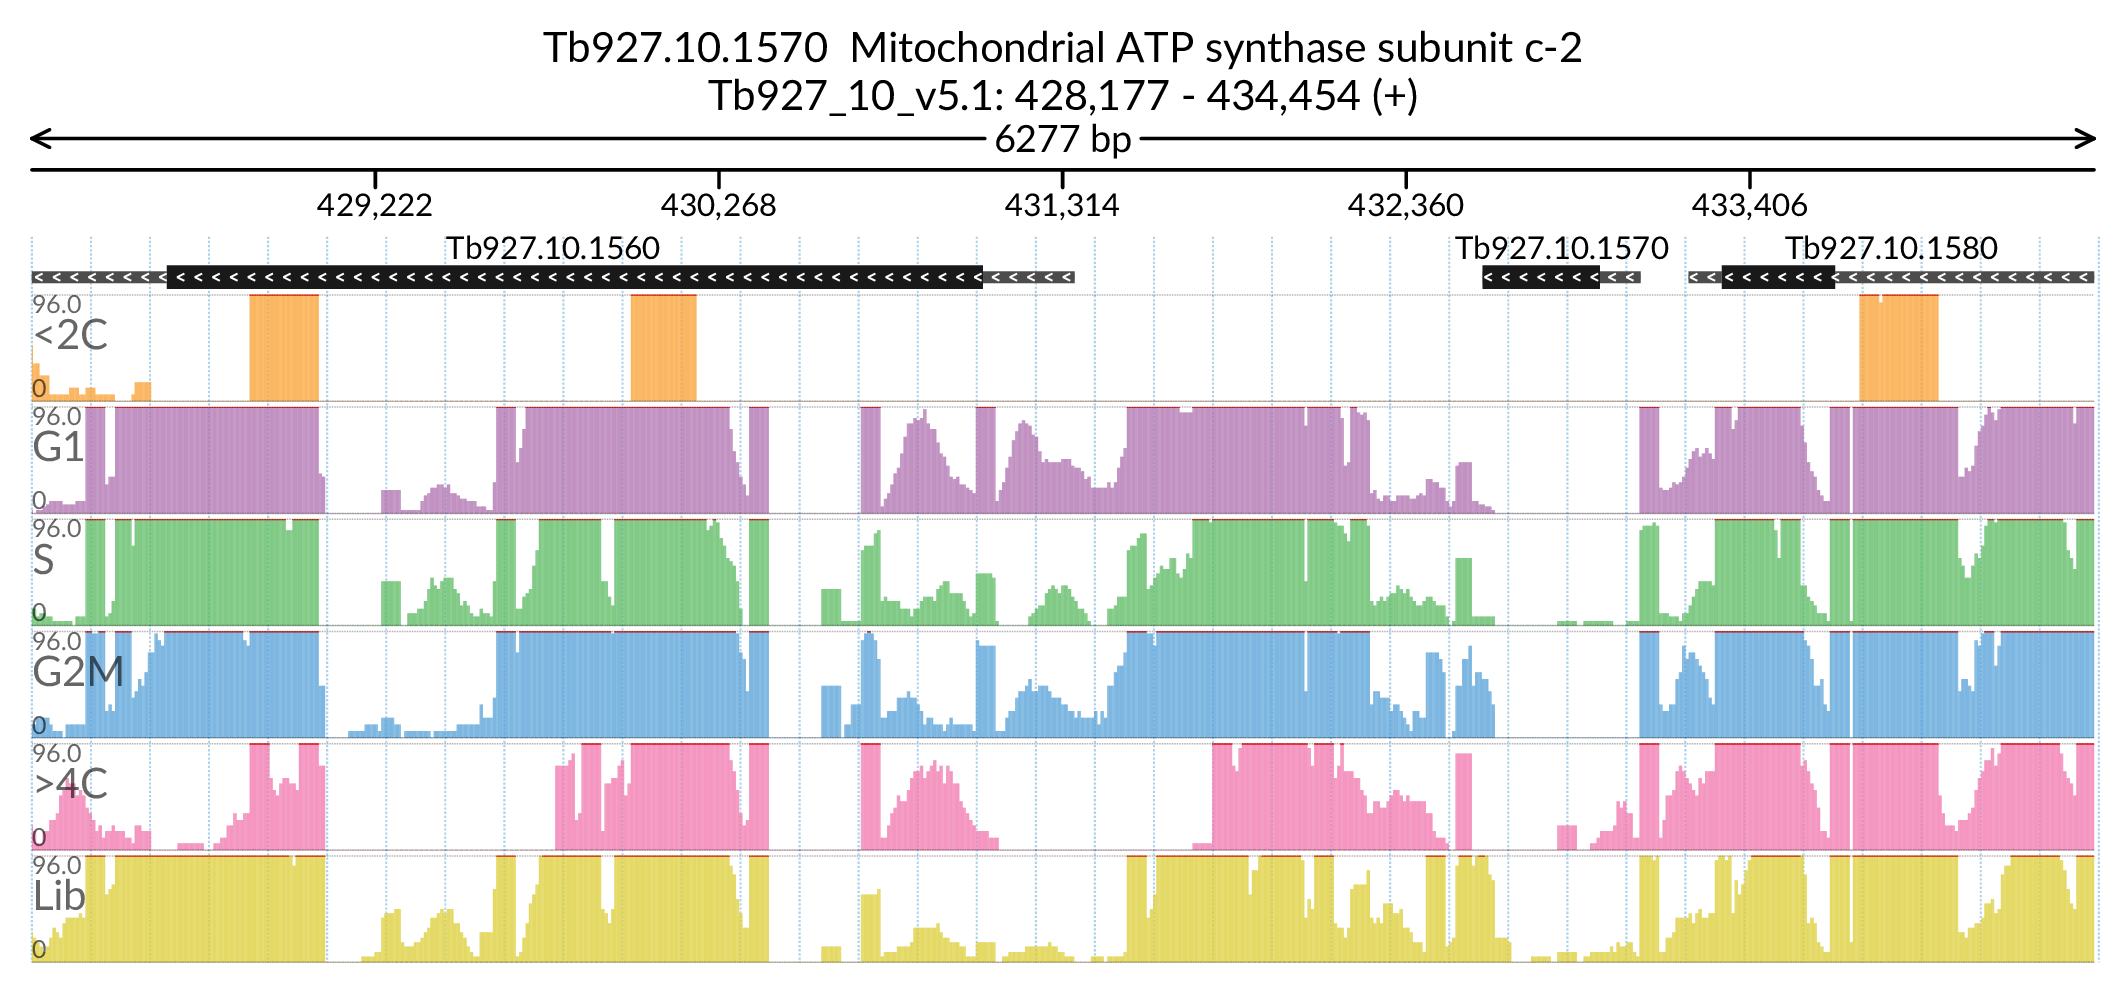 Tb927.10.1570  Mitochondrial ATP synthase subunit c-2
Tb927_10_v5.1: 428,177 - 434,454 (+)
6277 bp
429,222 430,268 431,314 432,360 433,406
Tb927.10.1560 Tb927.10.1570 Tb927.10.1580
96.0
<2C
0
96.0
G1
0
96.0
S
0
96.0
G2M
0
96.0
>4C
0
96.0
Lib
0